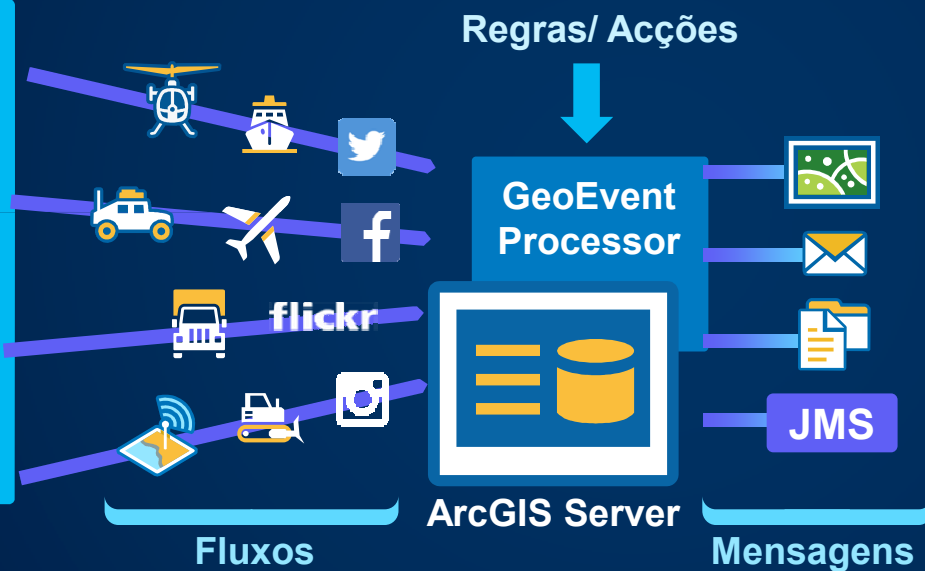 Regras/ Acções
GeoEvent
Processor
f
flickr
JMS
ArcGIS Server
Fluxos
Mensagens